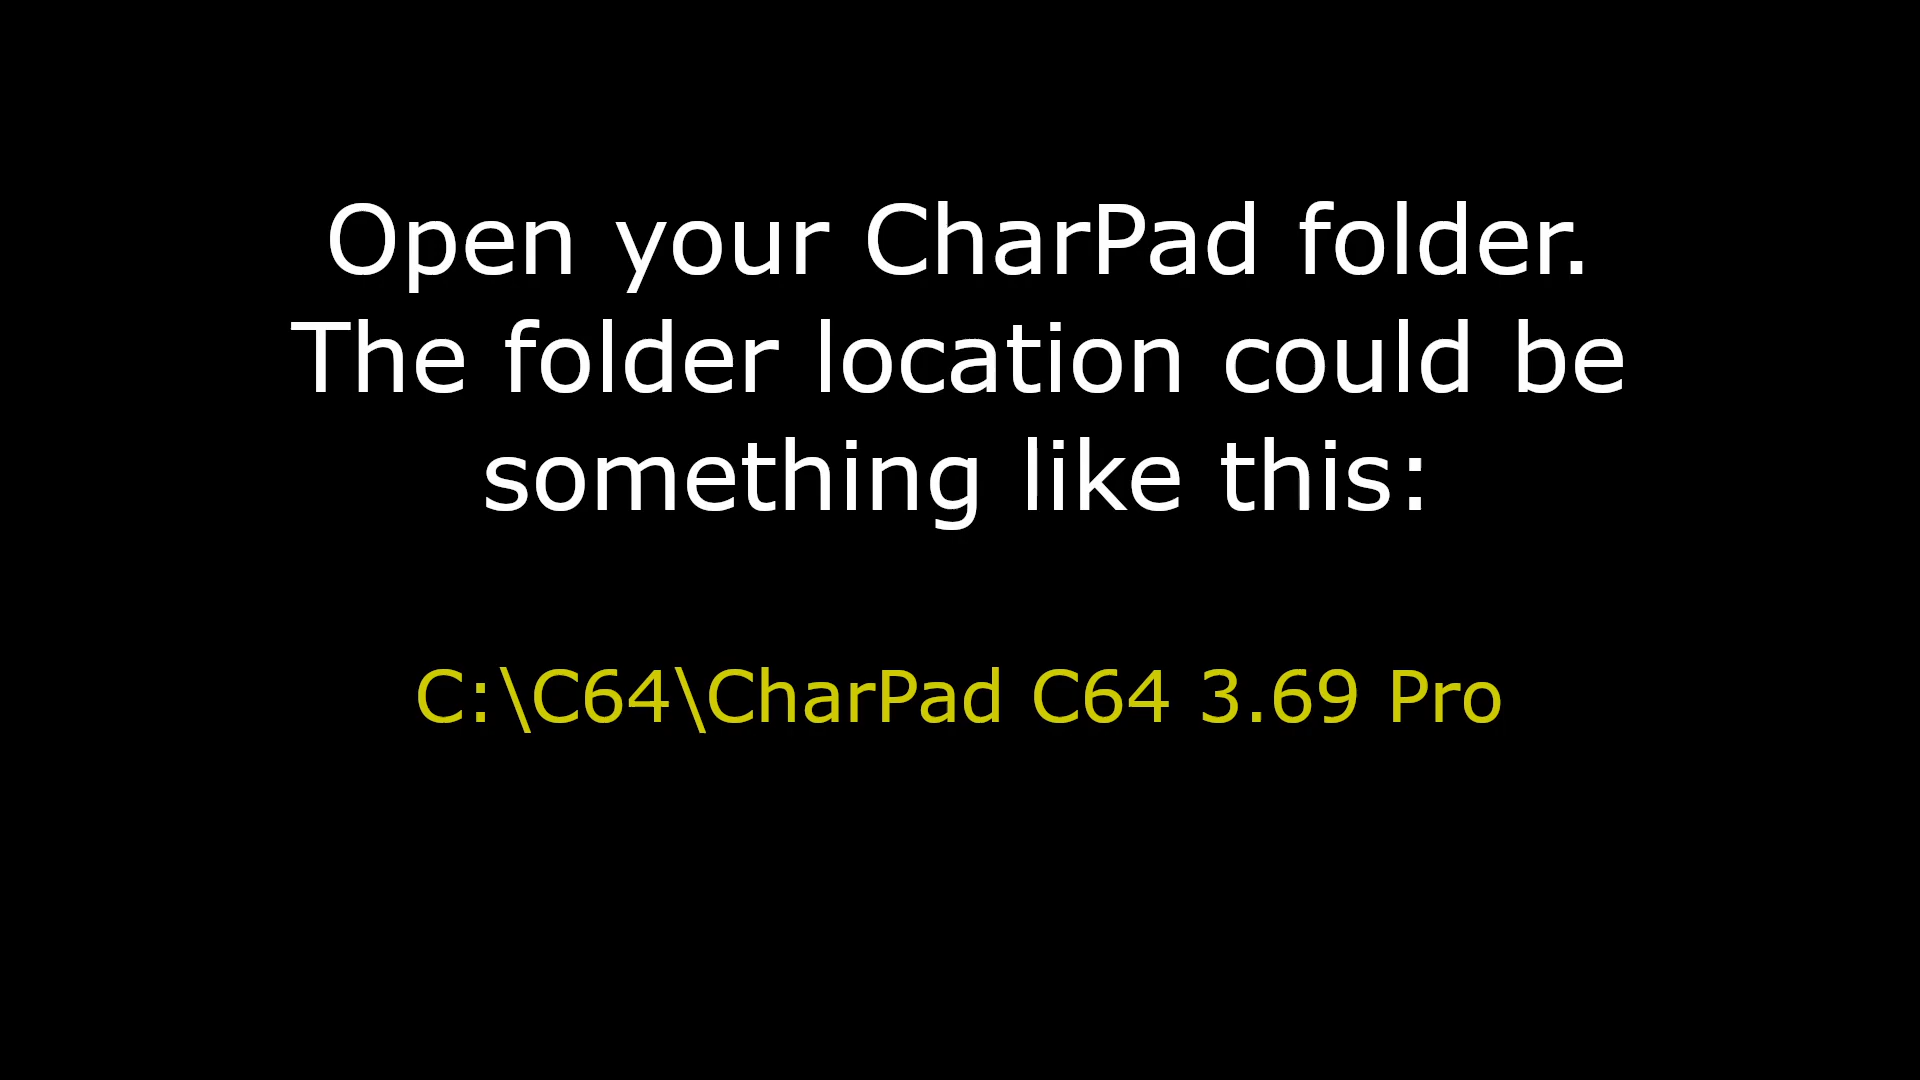 Open your CharPad folder.
The folder location could be
something like this:
C:\C64\CharPad C64 3.69 Pro